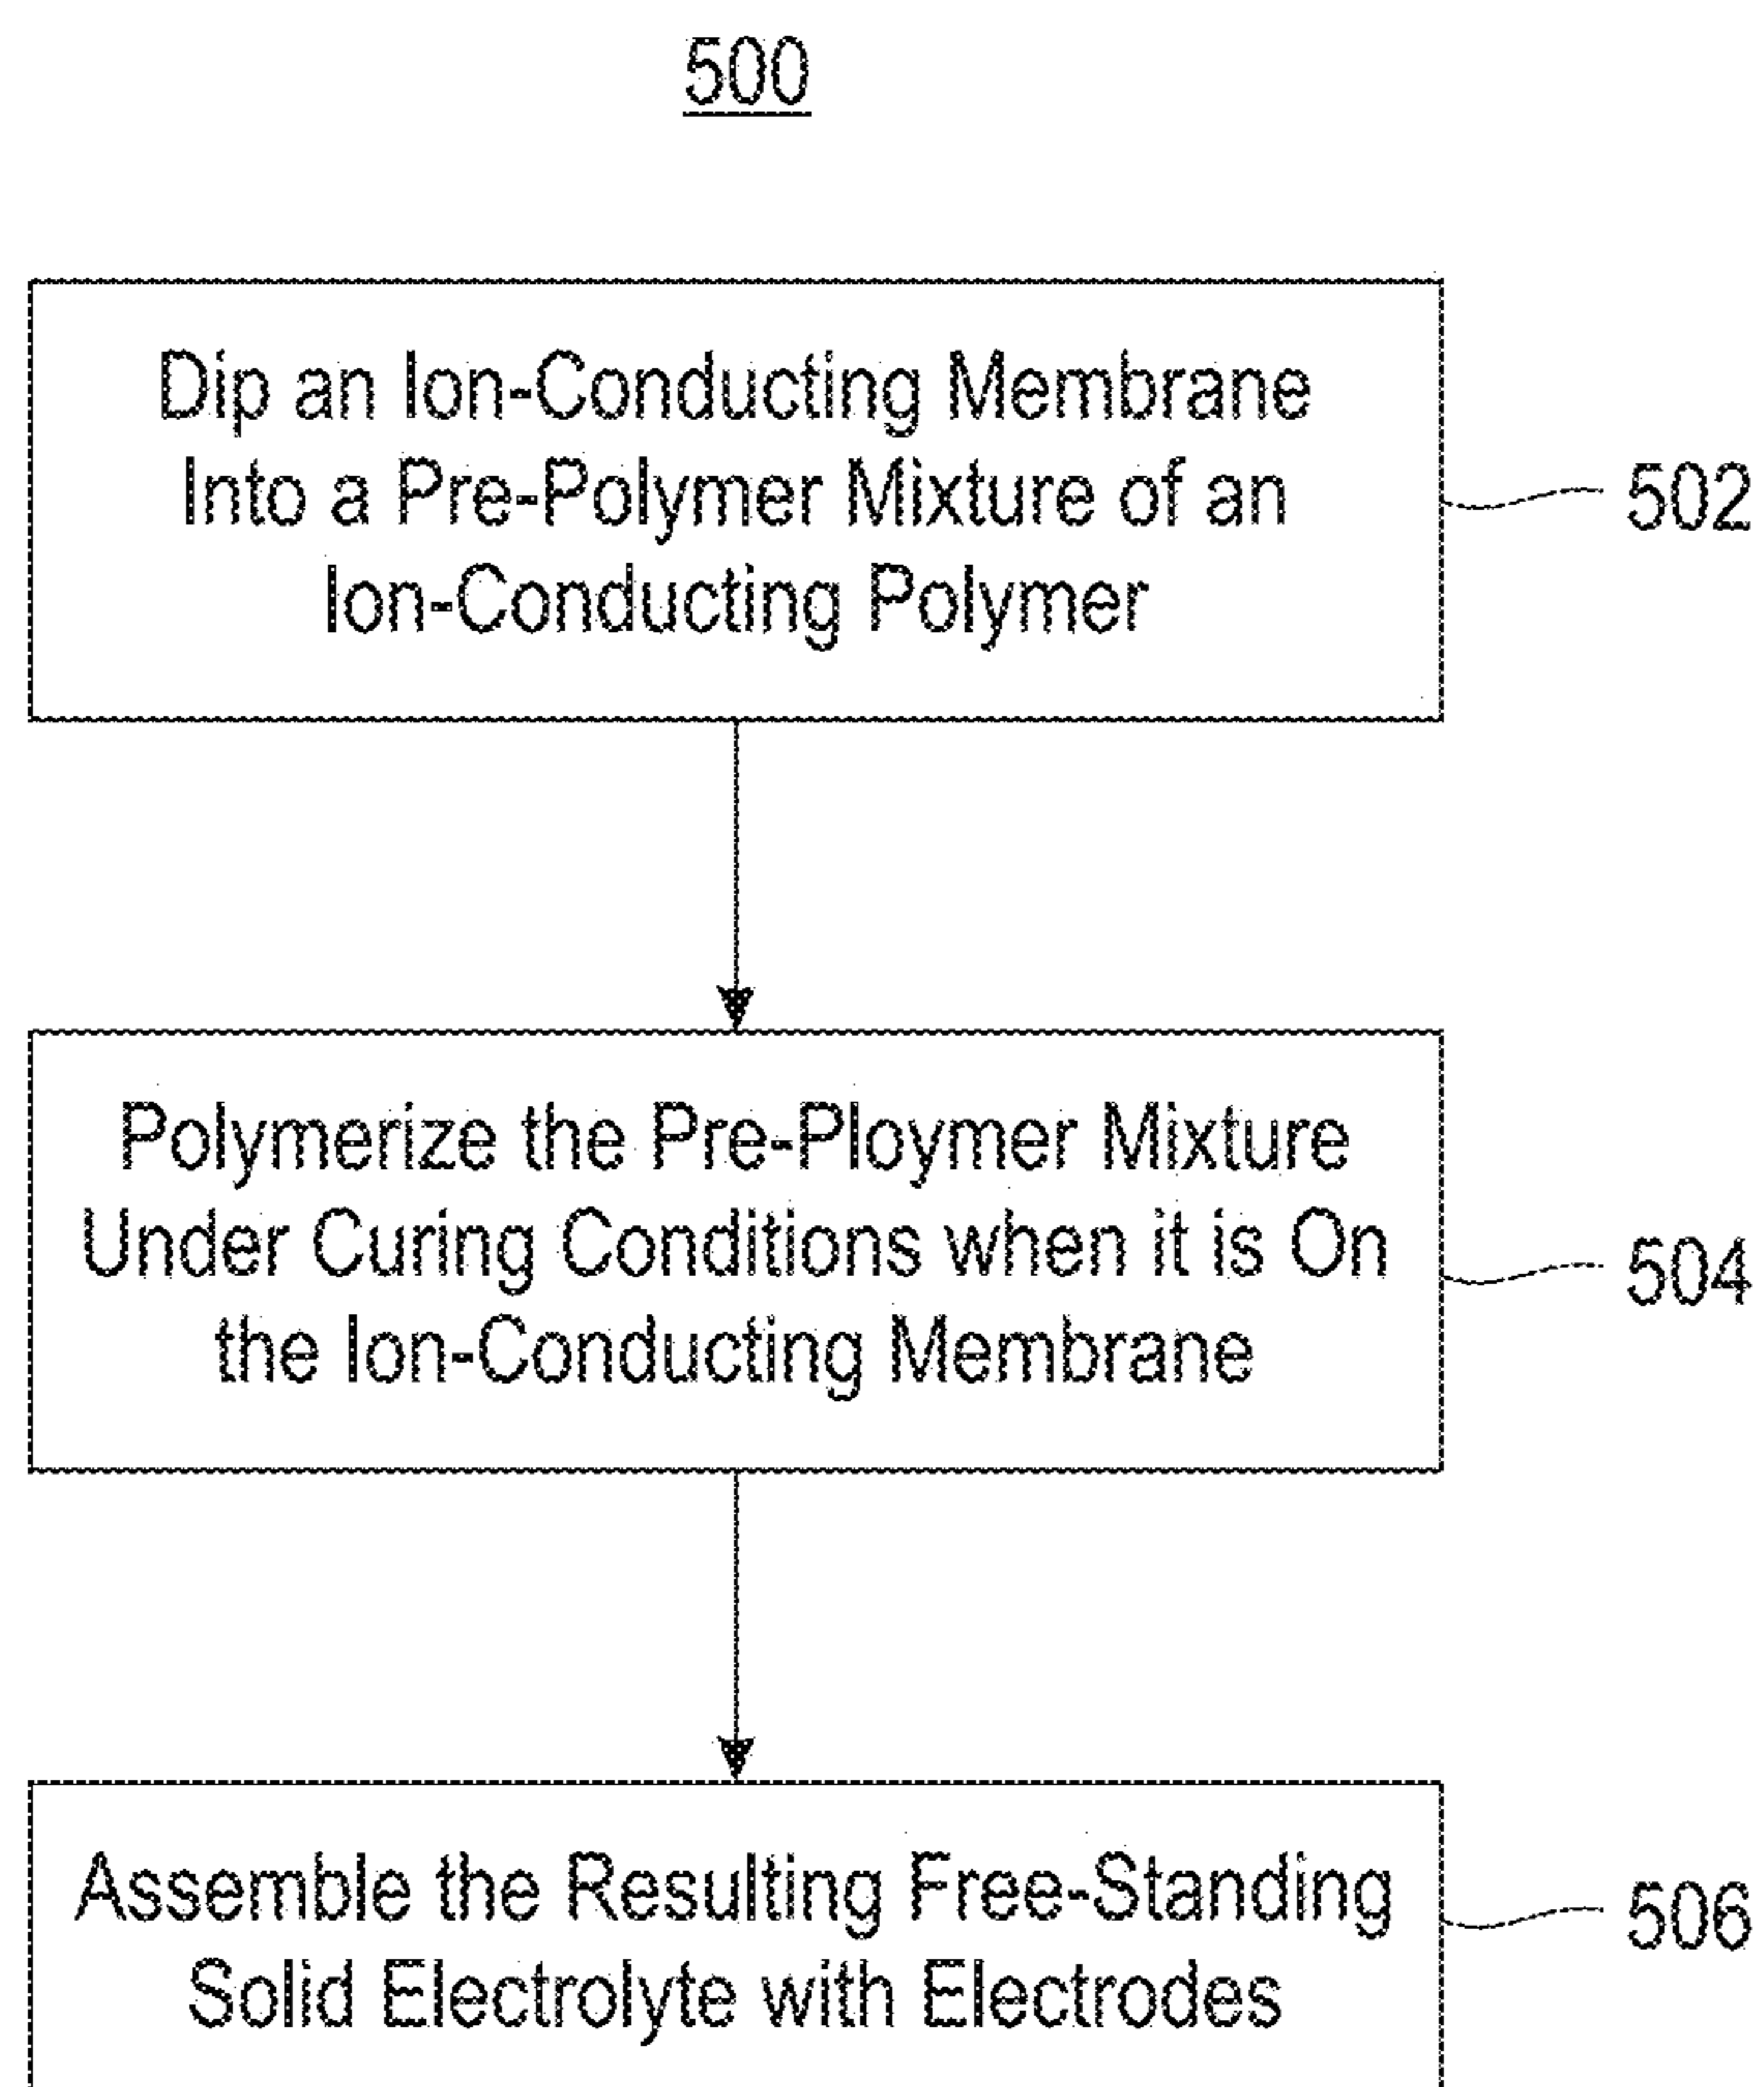 500
Dip an Ion-Conducting Membrane
Into a Pre-Polymer Mixture of an
Ion-Conducting Polymer
502
Polymerize the Pre-Ploymer Mixture
Under Curing Conditions when it is On
the Ion-Conducting Membrane
504
Assemble the Resulting Free-Standing
Solid Electrolyte with Electrodes
506